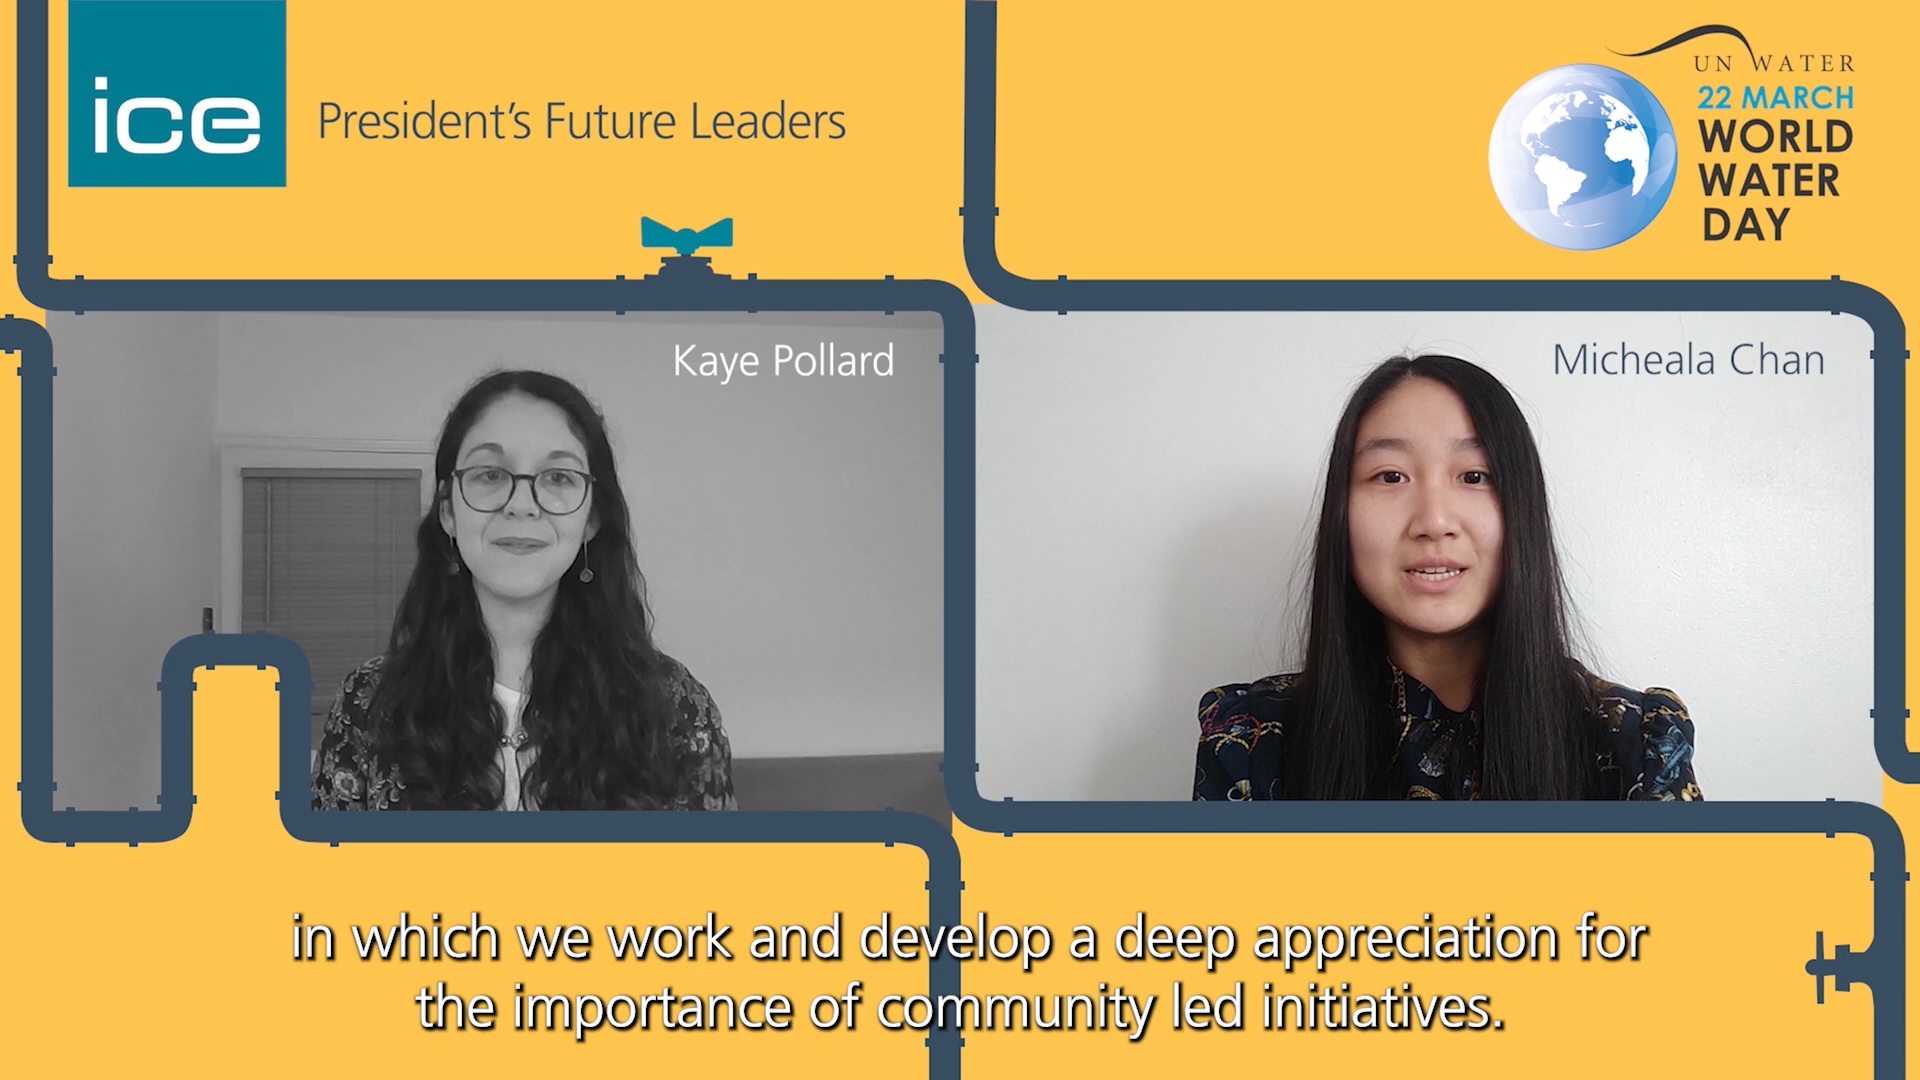 ice
President's Future Leaders
UN WATER
22 MARCH
WORLD
WATER
DAY
Kaye Pollard
Micheala Chan
in which we work and develop a deep appreciation for
the importance of community led initiatives.